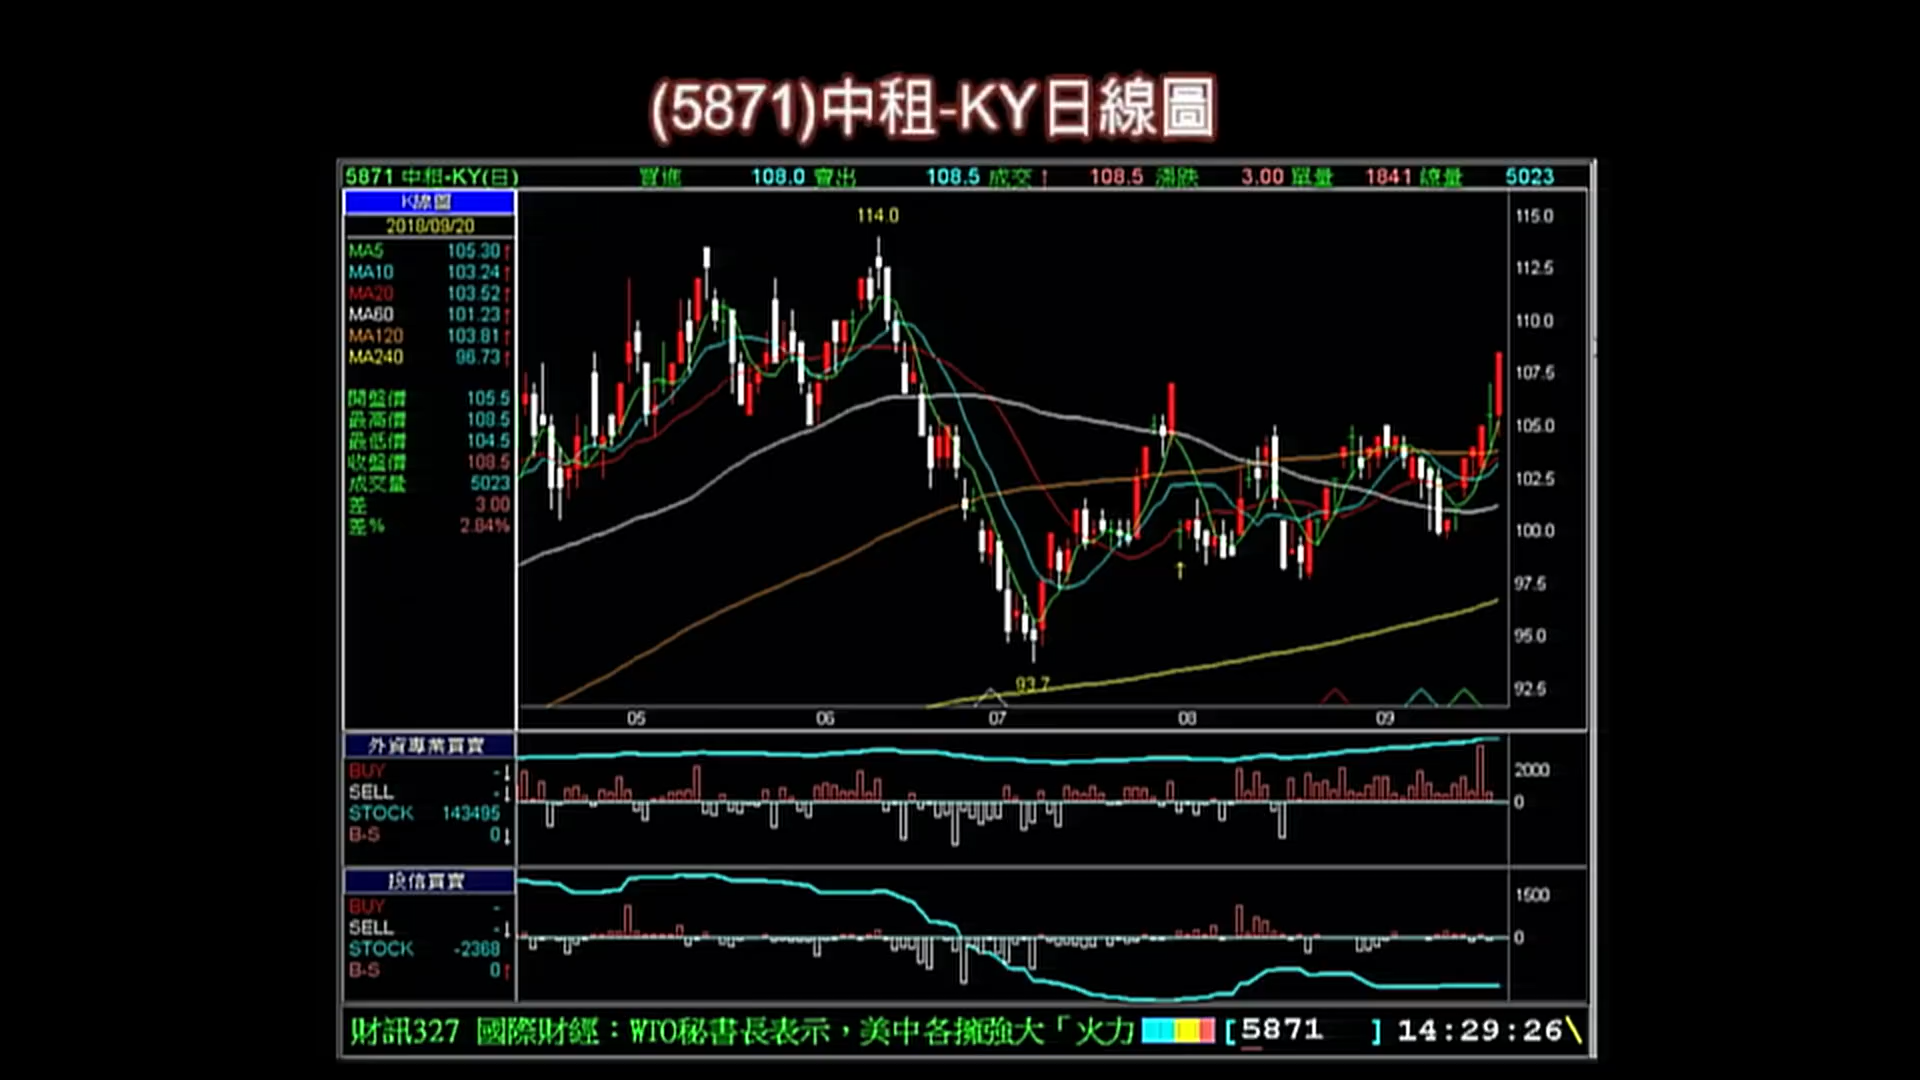 (5871)中租-KY日線圖
5871 中租-KY(日) 買進 108.0 賣出 108.5 成交↑ 108.5 漲跌 3.00 單量 1841 總量 5023
K線圖
2018/09/20
MA5 105.30↑
MA10 103.24↑
MA20 103.52↑
MA60 101.23↑
MA120 103.81↑
MA240 96.73↑
開盤價 105.5
最高價 108.5
最低價 104.5
收盤價 108.5
成交量 5023
差 3.00
差% 2.84%
114.0
93.7
115.0
112.5
110.0
107.5
105.0
102.5
100.0
97.5
95.0
92.5
05 06 07 08 09
外資專業買賣
BUY -↓
SELL -↓
STOCK 143495
B-S 0↓
2000
0
投信買賣
BUY -
SELL -↓
STOCK -2368
B-S 0↑
1500
0
財訊327 國際財經：WTO秘書長表示，美中各擁強大「火力 [5871 ] 14:29:26\